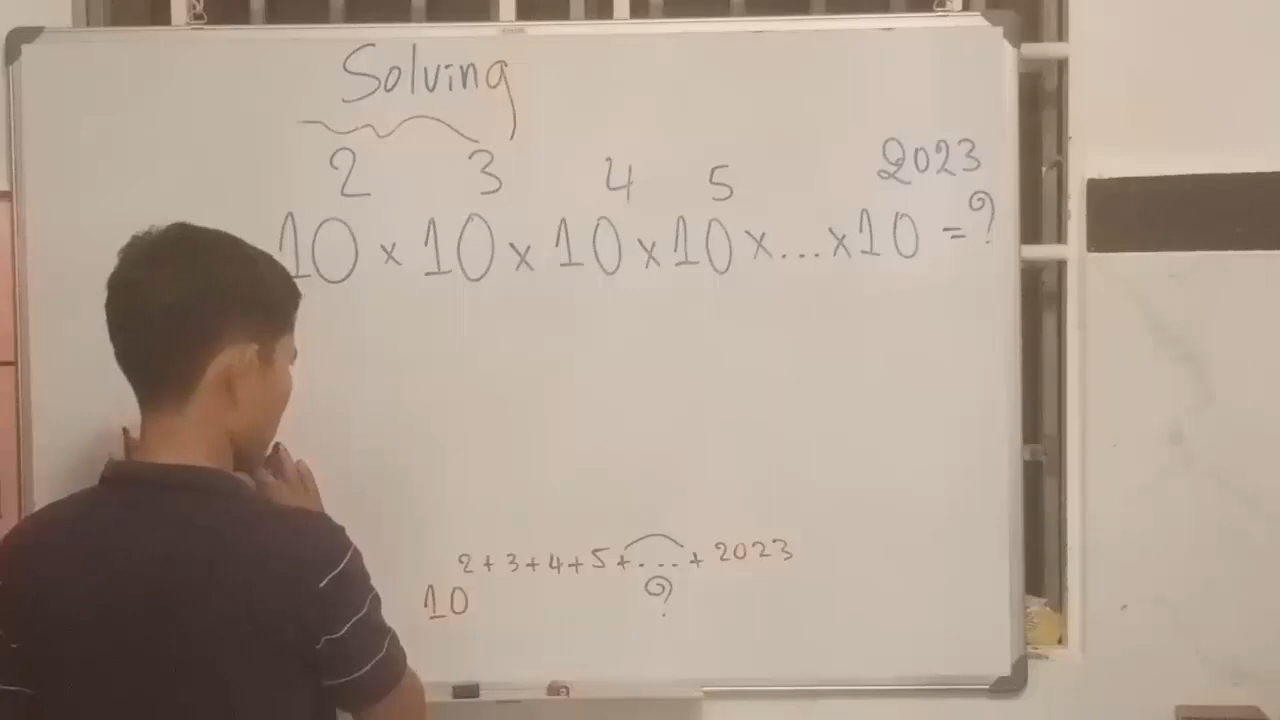 Solving
2 3 4 5 2023
10 × 10 × 10 × 10 × ... × 10 = ?
2 + 3 + 4 + 5 + ... + 2023
10 ?